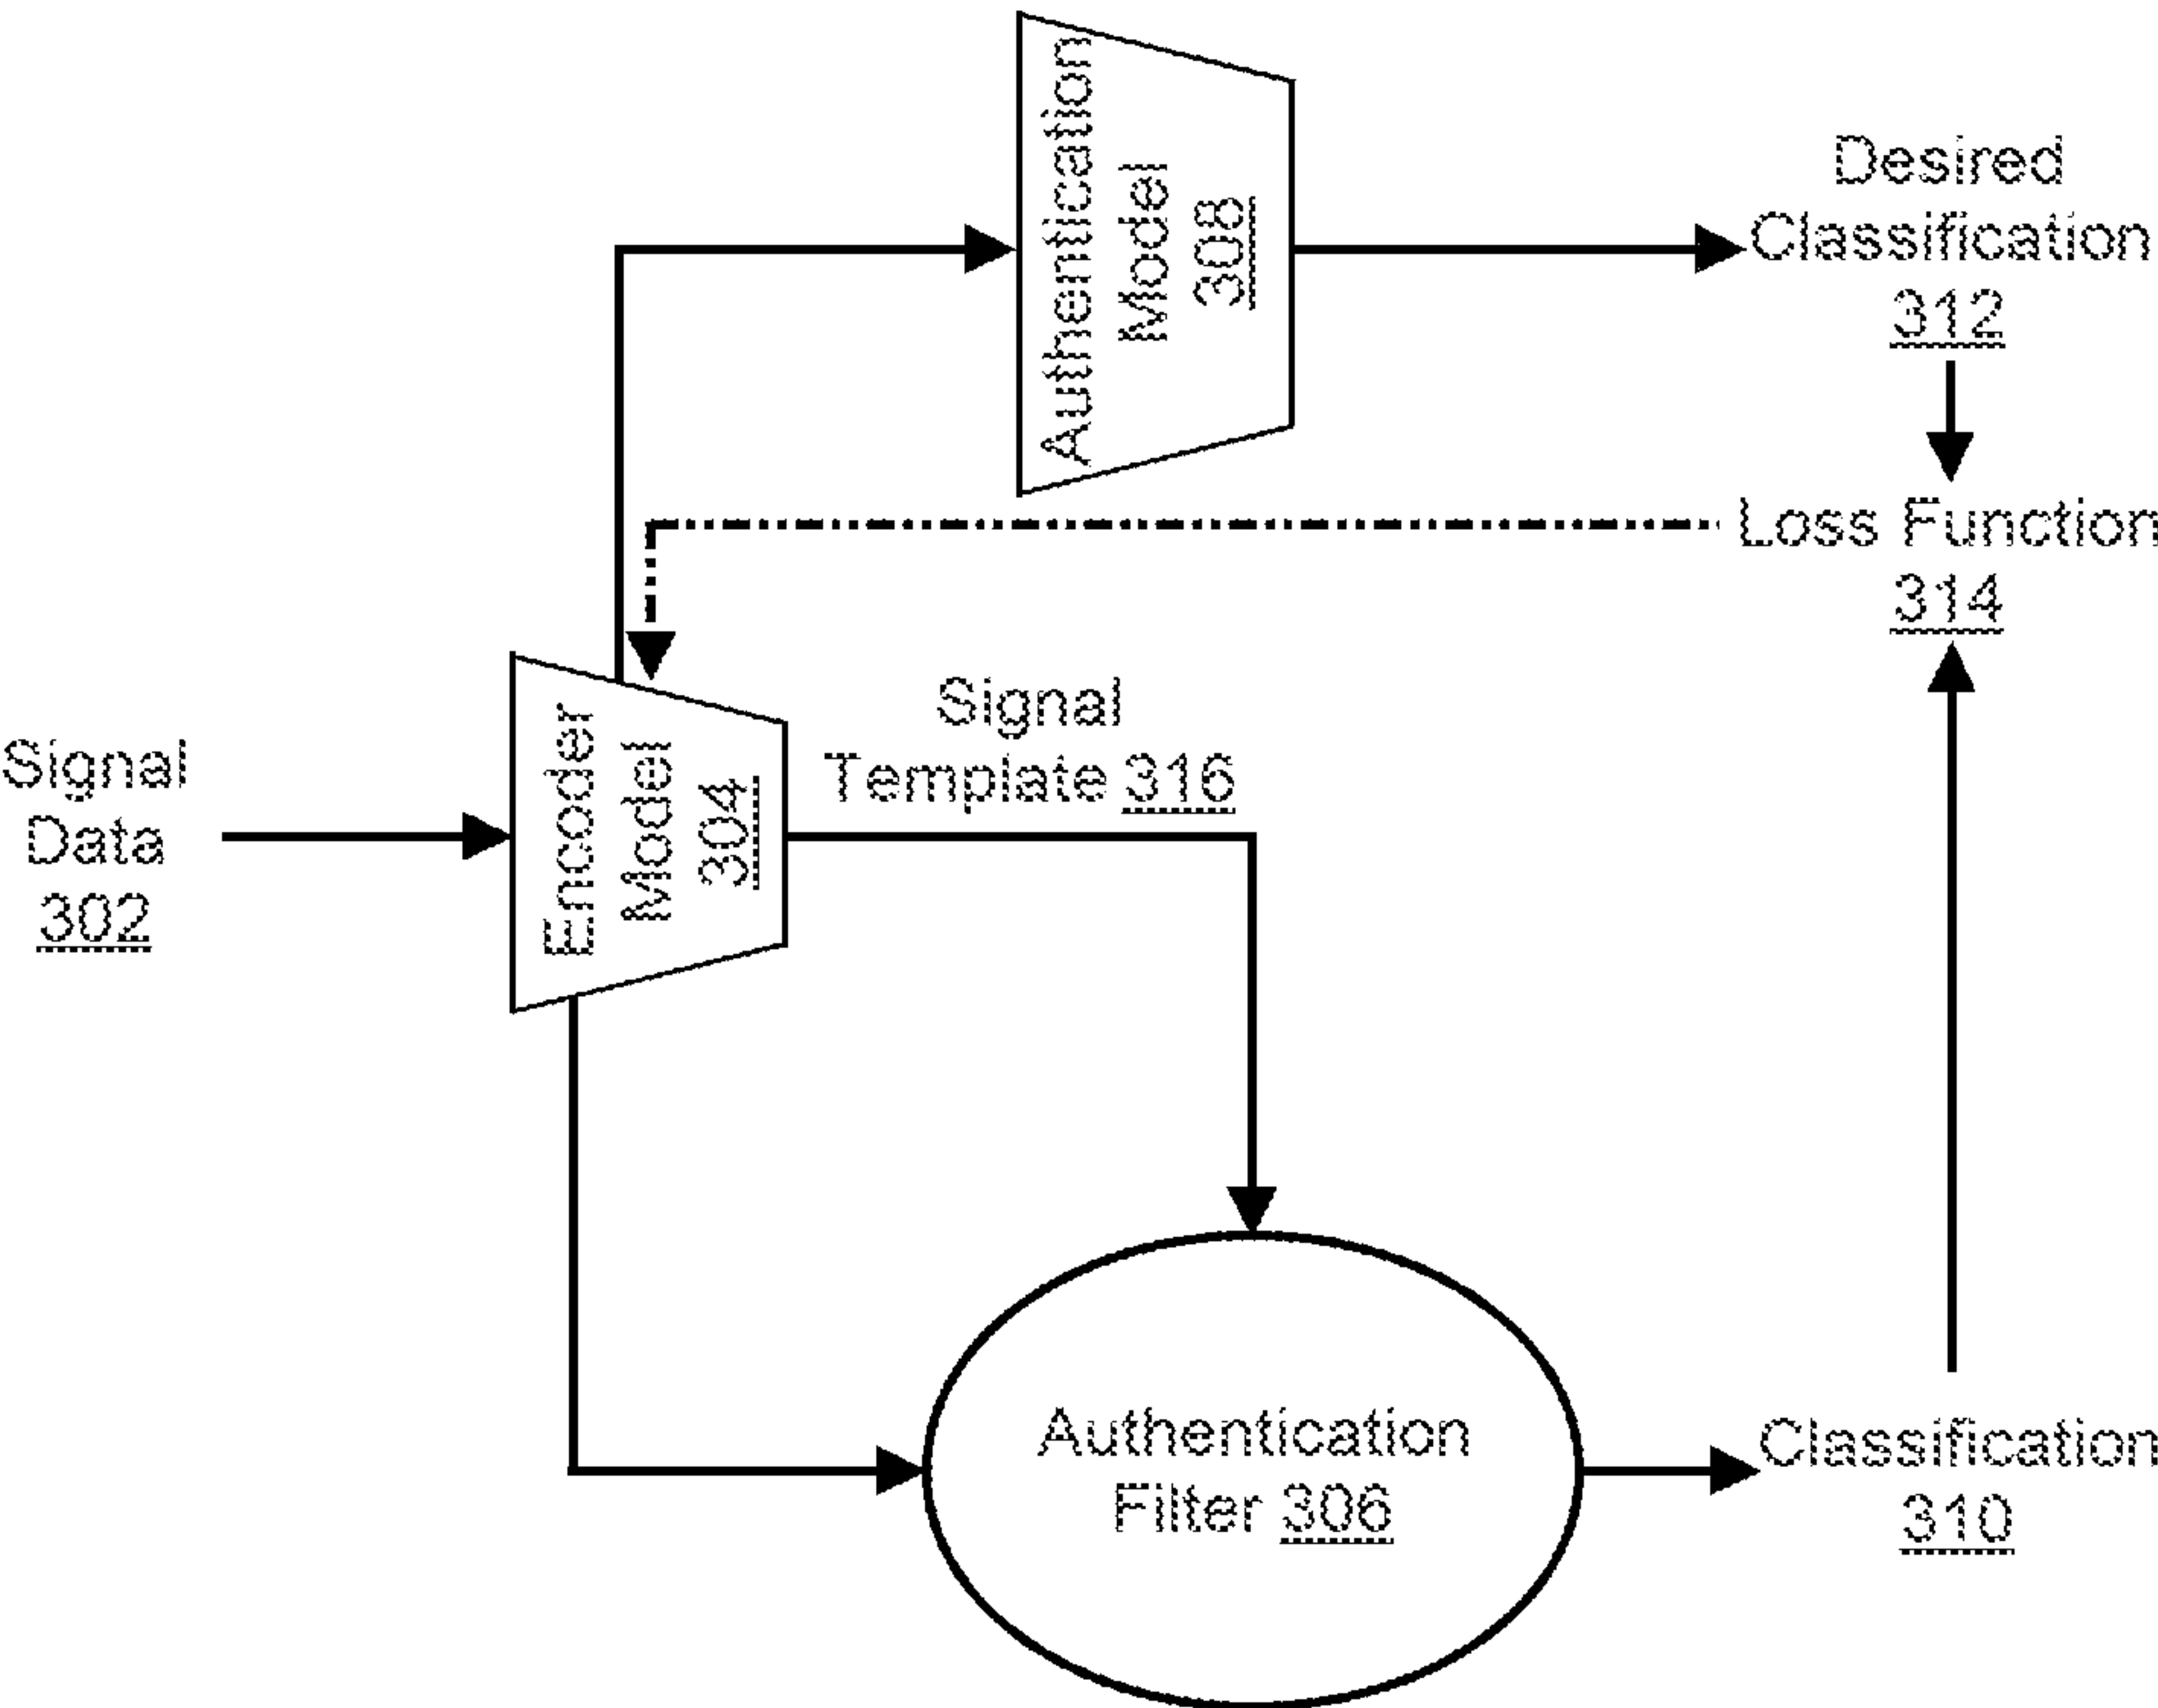 Authentication
Model
308
Desired
Classification
312
Loss Function
314
Signal
Data
302
Encoder
Model
304
Signal
Template 316
Authentication
Filter 306
Classification
310